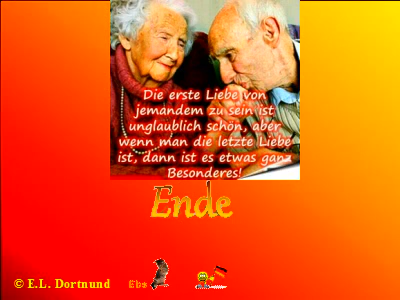 Die erste Liebe von
jemandem zu sein ist
unglaublich schön, aber
wenn man die letzte Liebe
ist, dann ist es etwas ganz
Besonderes!
Ende
© E.L. Dortmund
Ebs